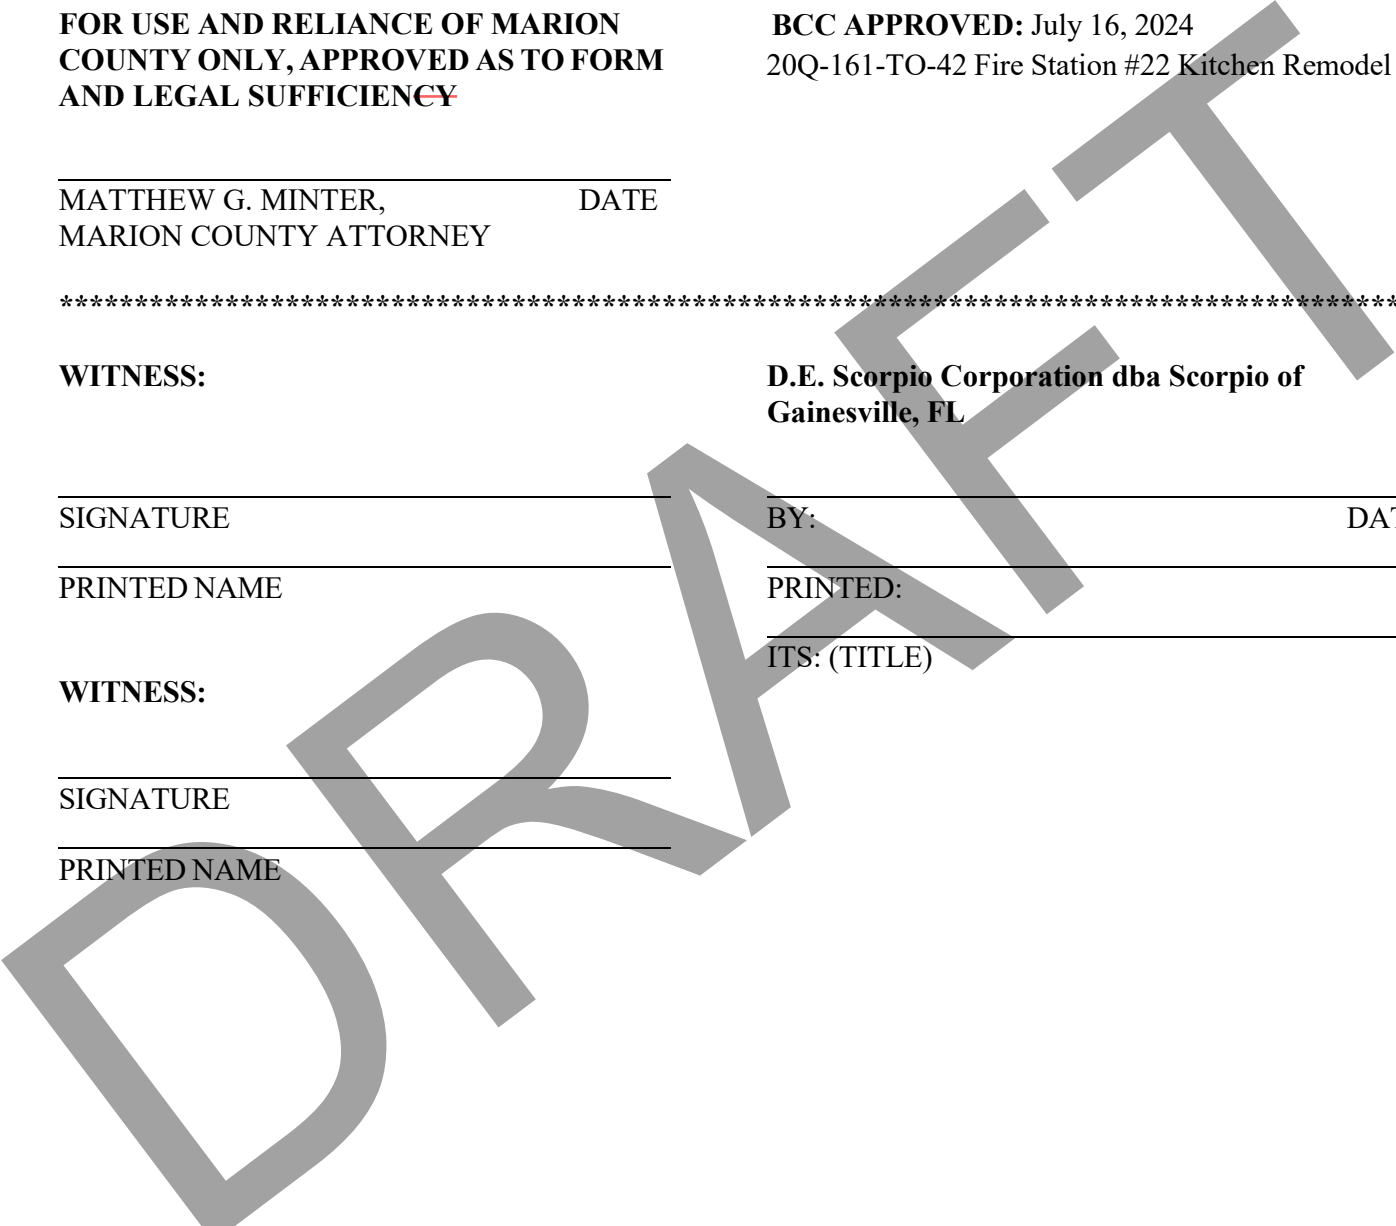 FOR USE AND RELIANCE OF MARION
COUNTY ONLY, APPROVED AS TO FORM
AND LEGAL SUFFICIENCY
BCC APPROVED: July 16, 2024
20Q-161-TO-42 Fire Station #22 Kitchen Remodel
MATTHEW G. MINTER, DATE
MARION COUNTY ATTORNEY
*****************************************************************************************
WITNESS:
D.E. Scorpio Corporation dba Scorpio of
Gainesville, FL
SIGNATURE
PRINTED NAME
BY: DAT
PRINTED:
ITS: (TITLE)
WITNESS:
SIGNATURE
PRINTED NAME
DRAFT